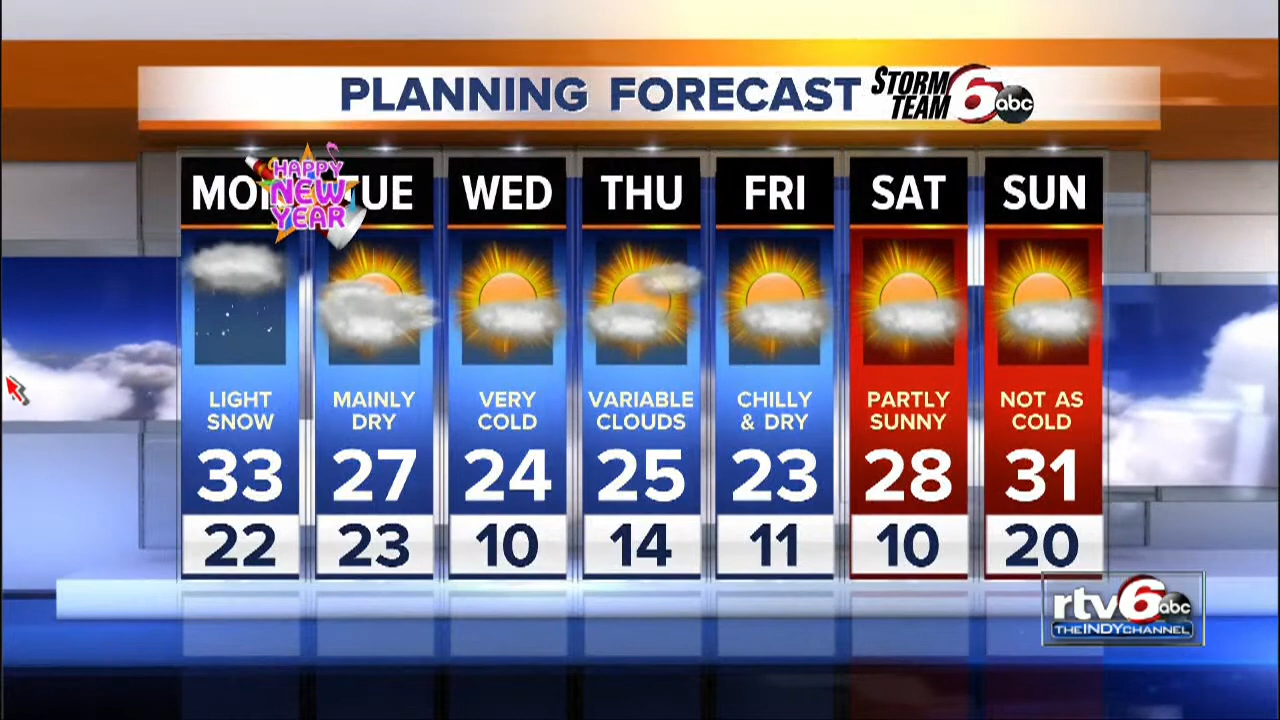 PLANNING FORECAST STORM TEAM 6 abc
HAPPY NEW YEAR
MON TUE WED THU FRI SAT SUN
LIGHT SNOW
MAINLY DRY
VERY COLD
VARIABLE CLOUDS
CHILLY & DRY
PARTLY SUNNY
NOT AS COLD
33 27 24 25 23 28 31
22 23 10 14 11 10 20
rtv6 abc
THE INDY CHANNEL